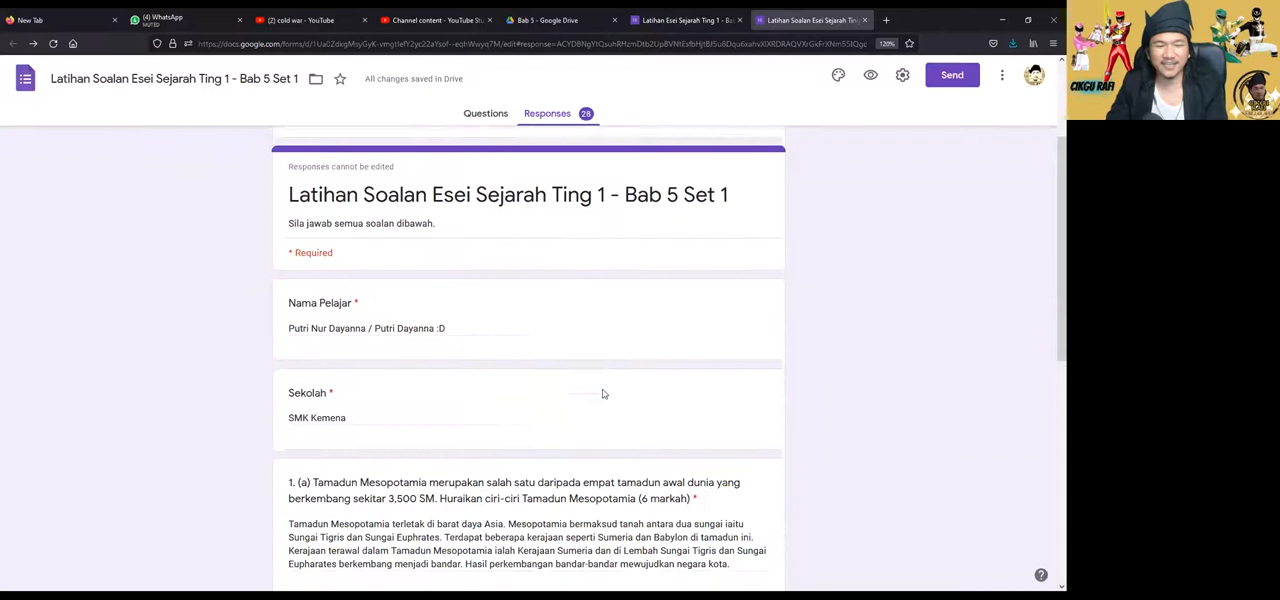 New Tab
(4) WhatsApp
MUTED
(2) cold war - YouTube
Channel content - YouTube Stu
Bab 5 - Google Drive
Latihan Esei Sejarah Ting 1 - Bab
Latihan Soalan Esei Sejarah Ting
120%
Latihan Soalan Esei Sejarah Ting 1 - Bab 5 Set 1
All changes saved in Drive
Send
Questions
Responses 28
Responses cannot be edited
Latihan Soalan Esei Sejarah Ting 1 - Bab 5 Set 1
Sila jawab semua soalan dibawah.
* Required
Nama Pelajar *
Putri Nur Dayanna / Putri Dayanna :D
Sekolah *
SMK Kemena
1. (a) Tamadun Mesopotamia merupakan salah satu daripada empat tamadun awal dunia yang
berkembang sekitar 3,500 SM. Huraikan ciri-ciri Tamadun Mesopotamia (6 markah) *
Tamadun Mesopotamia terletak di barat daya Asia. Mesopotamia bermaksud tanah antara dua sungai iaitu
Sungai Tigris dan Sungai Euphrates. Terdapat beberapa kerajaan seperti Sumeria dan Babylon di tamadun ini.
Kerajaan terawal dalam Tamadun Mesopotamia ialah Kerajaan Sumeria dan di Lembah Sungai Tigris dan Sungai
Eupharates berkembang menjadi bandar. Hasil perkembangan bandar-bandar mewujudkan negara kota.
CIKGU RAFI